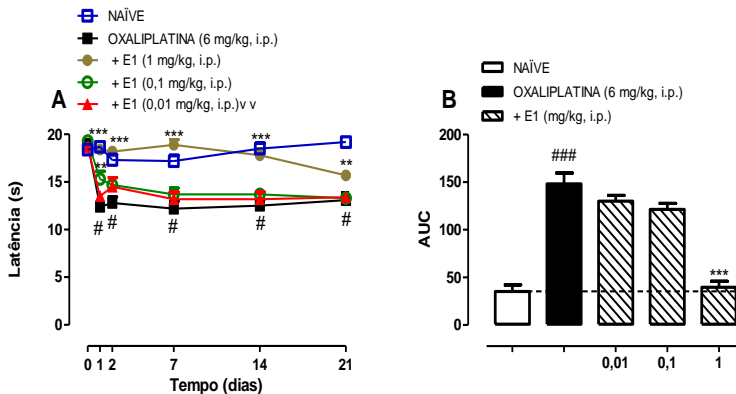 NAÏVE
OXALIPLATINA (6 mg/kg, i.p.)
+ E1 (1 mg/kg, i.p.)
+ E1 (0,1 mg/kg, i.p.)
+ E1 (0,01 mg/kg, i.p.)v v
A
20
15
10
5
0
Latência (s)
***
***
***
***
**
**
#
#
#
#
#
0 1 2 7 14 21
Tempo (dias)
NAÏVE
OXALIPLATINA (6 mg/kg, i.p.)
+ E1 (mg/kg, i.p.)
B
200
150
100
50
0
AUC
###
***
- - 0,01 0,1 1